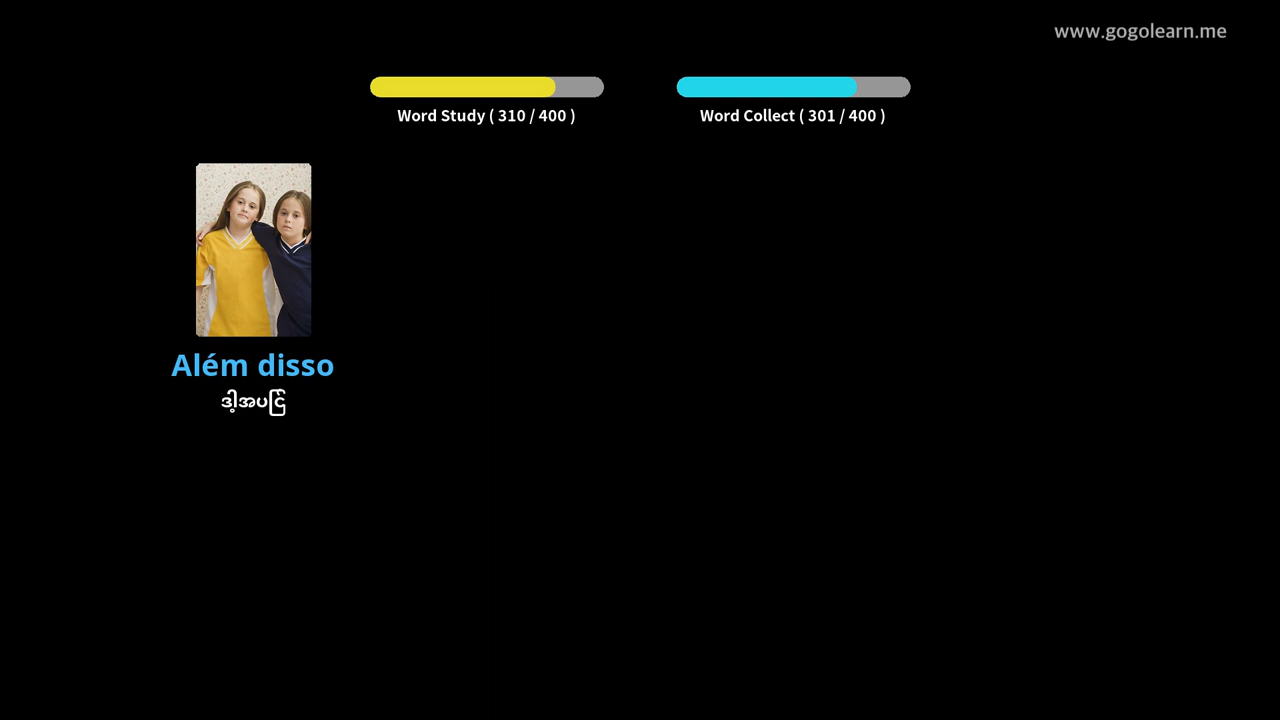 www.gogolearn.me
Word Study ( 310 / 400 )
Word Collect ( 301 / 400 )
Além disso
ဒါ့အပြင်